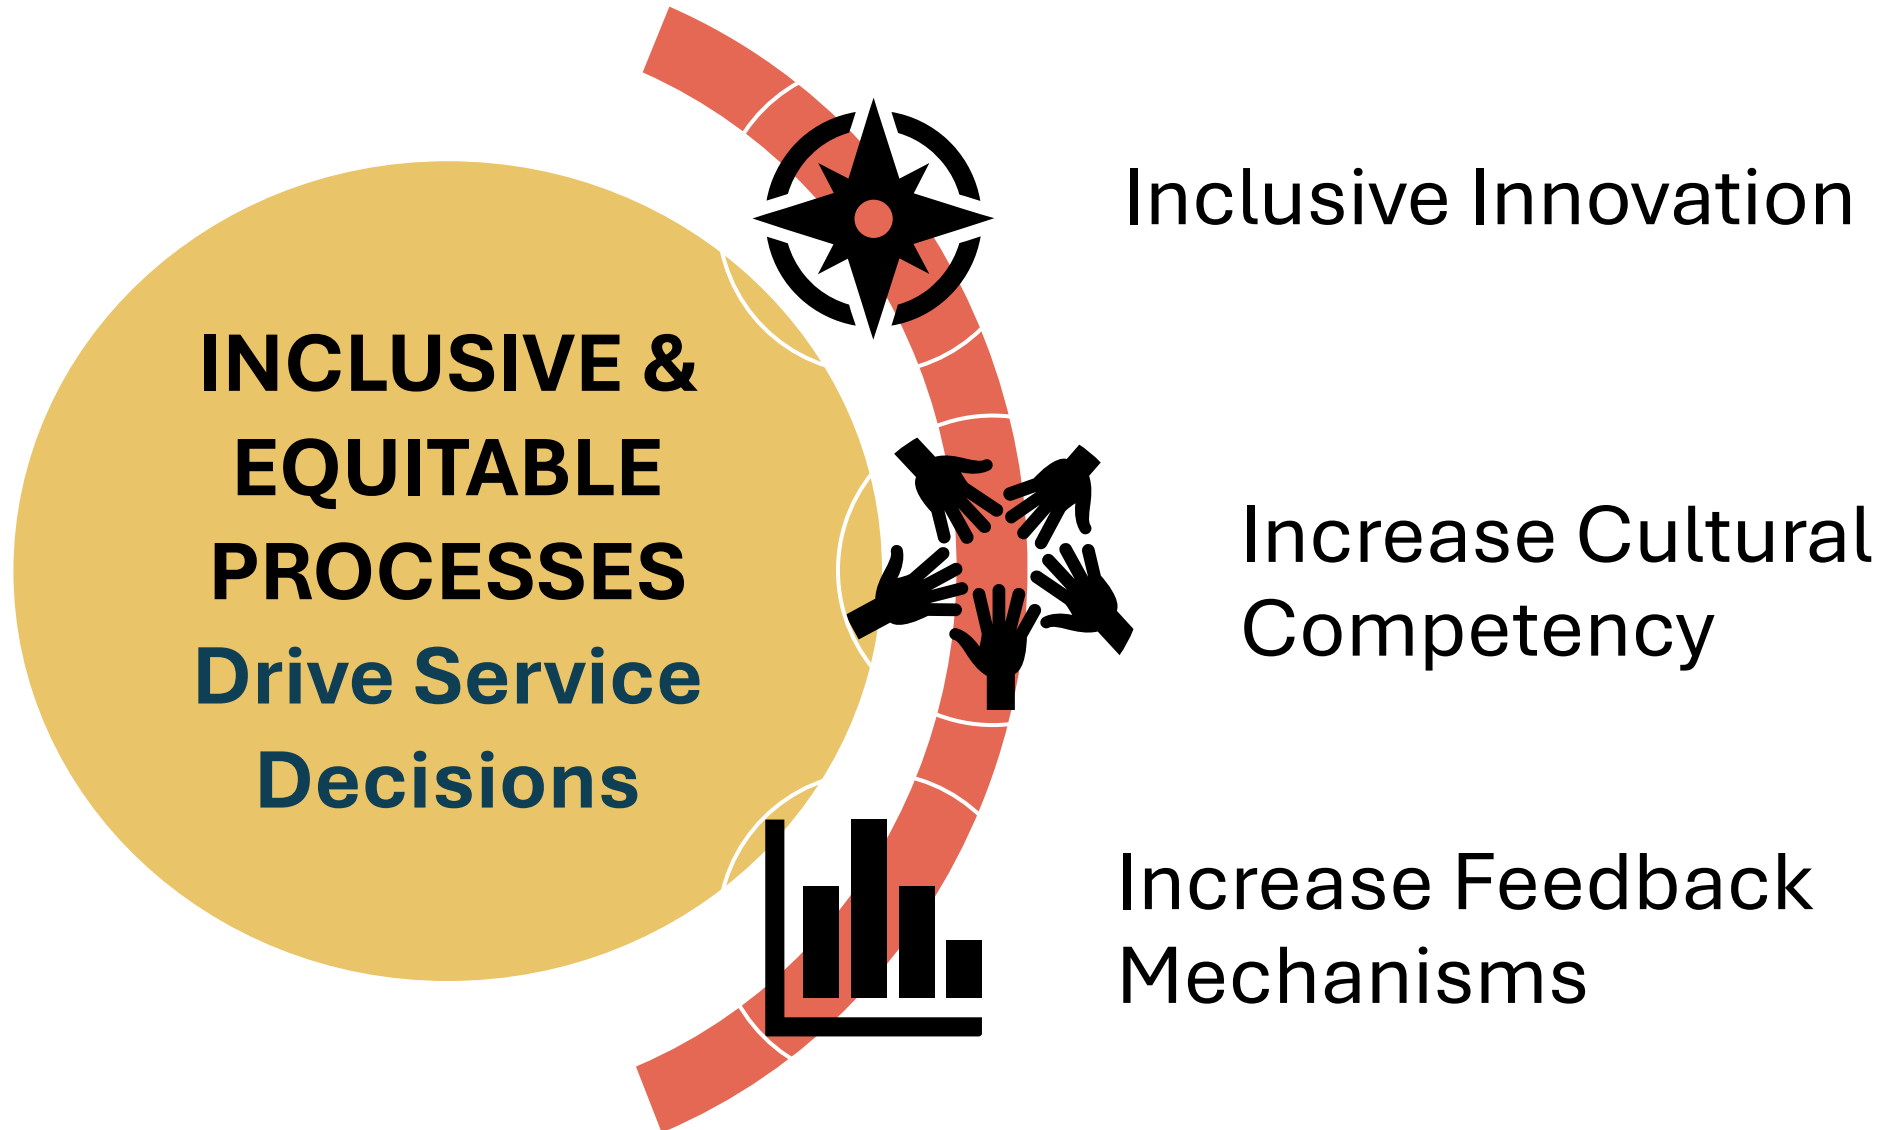 INCLUSIVE &
EQUITABLE
PROCESSES
Drive Service
Decisions
Inclusive Innovation
Increase Cultural
Competency
Increase Feedback
Mechanisms